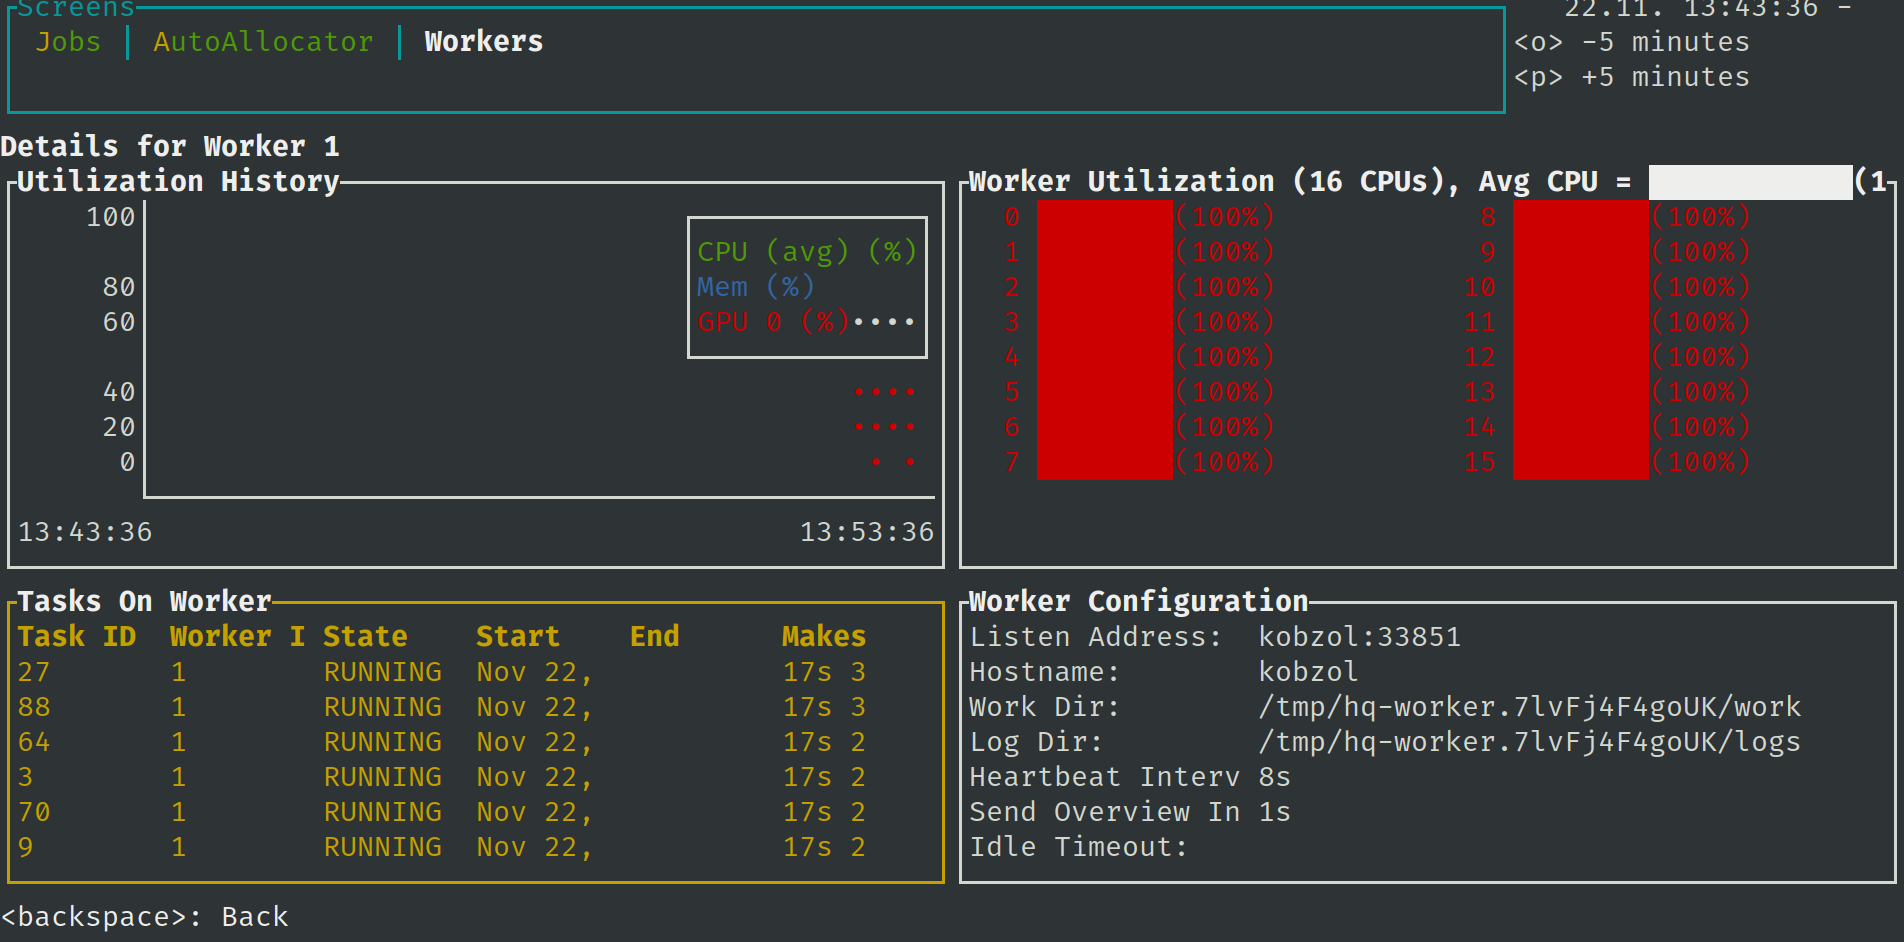 Screens
Jobs | AutoAllocator | Workers
22.11. 13:43:36 -
<o> -5 minutes
<p> +5 minutes
Details for Worker 1
Utilization History
100
80
60
40
20
0
CPU (avg) (%)
Mem (%)
GPU 0 (%)
13:43:36 13:53:36
Worker Utilization (16 CPUs), Avg CPU = (1
0 (100%) 8 (100%)
1 (100%) 9 (100%)
2 (100%) 10 (100%)
3 (100%) 11 (100%)
4 (100%) 12 (100%)
5 (100%) 13 (100%)
6 (100%) 14 (100%)
7 (100%) 15 (100%)
Tasks On Worker
Task ID Worker I State Start End Makes
27 1 RUNNING Nov 22, 17s 3
88 1 RUNNING Nov 22, 17s 3
64 1 RUNNING Nov 22, 17s 2
3 1 RUNNING Nov 22, 17s 2
70 1 RUNNING Nov 22, 17s 2
9 1 RUNNING Nov 22, 17s 2
Worker Configuration
Listen Address: kobzol:33851
Hostname: kobzol
Work Dir: /tmp/hq-worker.7lvFj4F4goUK/work
Log Dir: /tmp/hq-worker.7lvFj4F4goUK/logs
Heartbeat Interv 8s
Send Overview In 1s
Idle Timeout:
<backspace>: Back